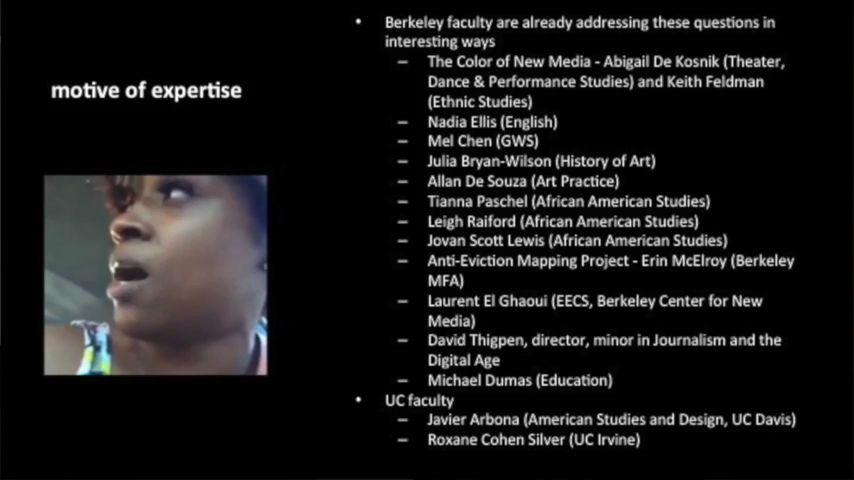 motive of expertise
• Berkeley faculty are already addressing these questions in
interesting ways
– The Color of New Media - Abigail De Kosnik (Theater,
Dance & Performance Studies) and Keith Feldman
(Ethnic Studies)
– Nadia Ellis (English)
– Mel Chen (GWS)
– Julia Bryan-Wilson (History of Art)
– Allan De Souza (Art Practice)
– Tianna Paschel (African American Studies)
– Leigh Raiford (African American Studies)
– Jovan Scott Lewis (African American Studies)
– Anti-Eviction Mapping Project - Erin McElroy (Berkeley
MFA)
– Laurent El Ghaoui (EECS, Berkeley Center for New
Media)
– David Thigpen, director, minor in Journalism and the
Digital Age
– Michael Dumas (Education)
• UC faculty
– Javier Arbona (American Studies and Design, UC Davis)
– Roxane Cohen Silver (UC Irvine)